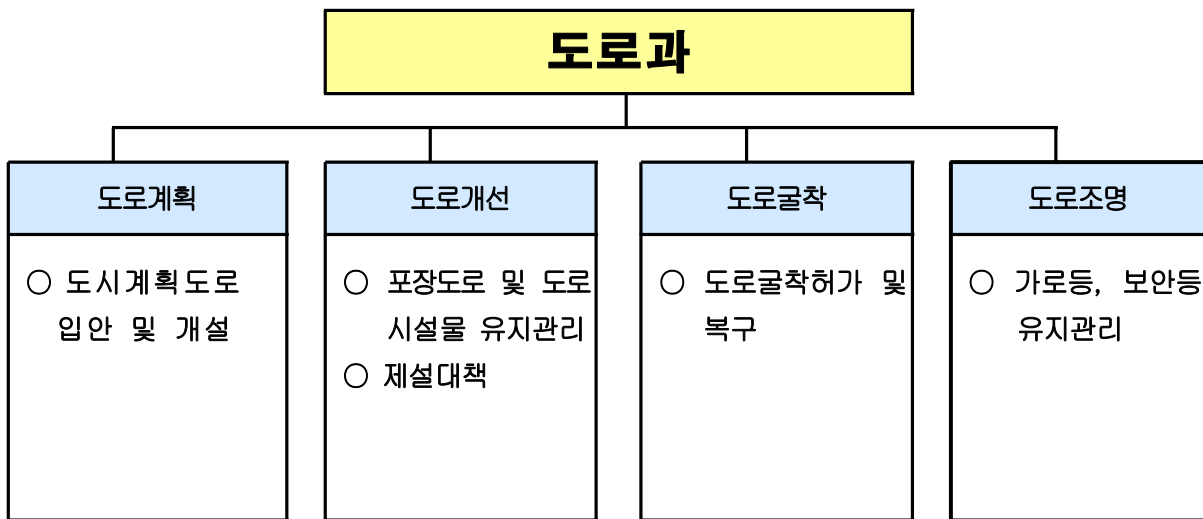 도로과
도로계획
○ 도시계획도로
입안 및 개설
도로개선
○ 포장도로 및 도로
시설물 유지관리
○ 제설대책
도로굴착
○ 도로굴착허가 및
복구
도로조명
○ 가로등, 보안등
유지관리